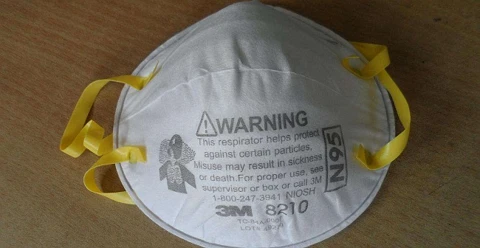 ⚠WARNING
This respirator helps protect
against certain particles.
Misuse may result in sickness
or death.For proper use, see
supervisor or box or call 3M
1-800-247-3941 NIOSH
N95
3M 8210